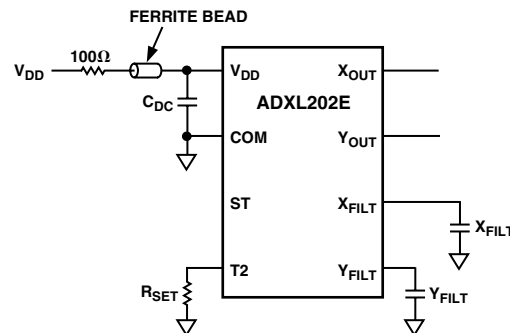 FERRITE BEAD
100Ω
V_DD
V_DD
X_OUT
C_DC
ADXL202E
COM
Y_OUT
ST
X_FILT
X_FILT
T2
Y_FILT
R_SET
Y_FILT